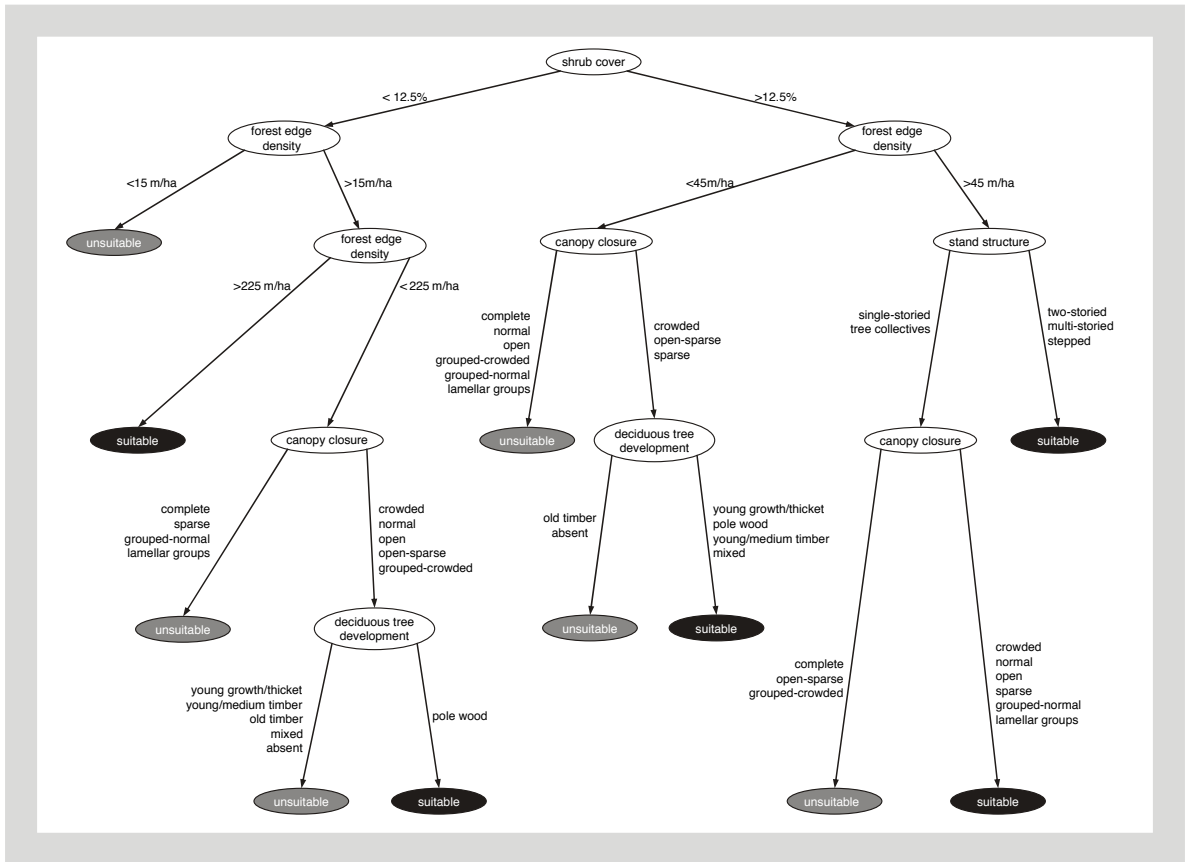 shrub cover
< 12.5%
>12.5%
forest edge
density
forest edge
density
<15 m/ha
>15m/ha
<45m/ha
>45 m/ha
unsuitable
forest edge
density
canopy closure
stand structure
>225 m/ha
< 225 m/ha
complete
normal
open
grouped-crowded
grouped-normal
lamellar groups
crowded
open-sparse
sparse
single-storied
tree collectives
two-storied
multi-storied
stepped
suitable
canopy closure
unsuitable
deciduous tree
development
canopy closure
suitable
complete
sparse
grouped-normal
lamellar groups
crowded
normal
open
open-sparse
grouped-crowded
old timber
absent
young growth/thicket
pole wood
young/medium timber
mixed
unsuitable
deciduous tree
development
unsuitable
suitable
complete
open-sparse
grouped-crowded
crowded
normal
open
sparse
grouped-normal
lamellar groups
young growth/thicket
young/medium timber
old timber
mixed
absent
pole wood
unsuitable
suitable
unsuitable
suitable